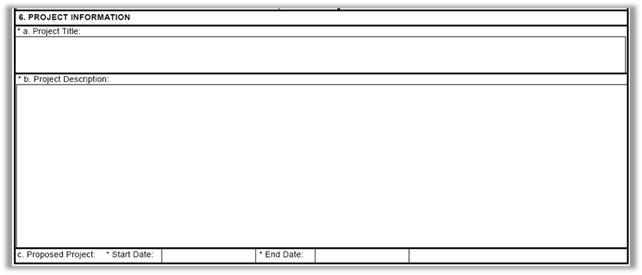 6. PROJECT INFORMATION
* a. Project Title:
* b. Project Description:
c. Proposed Project: * Start Date: * End Date: